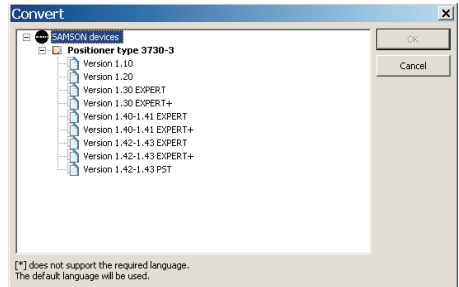 Convert
SAMSON devices
Positioner type 3730-3
Version 1.10
Version 1.20
Version 1.30 EXPERT
Version 1.30 EXPERT+
Version 1.40-1.41 EXPERT
Version 1.40-1.41 EXPERT+
Version 1.42-1.43 EXPERT
Version 1.42-1.43 EXPERT+
Version 1.42-1.43 PST
OK
Cancel
[*] does not support the required language.
The default language will be used.